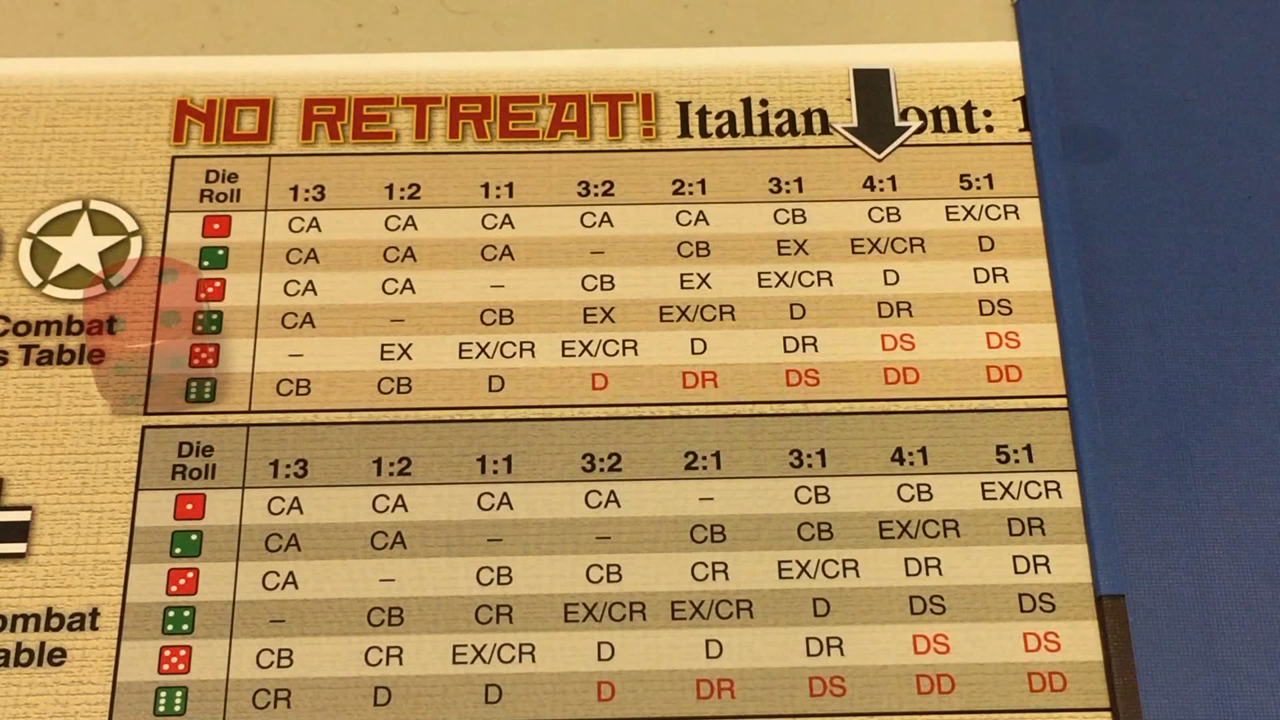 NO RETREAT! Italian ont:
Die Roll 1:3 1:2 1:1 3:2 2:1 3:1 4:1 5:1
CA CA CA CA CA CB CB EX/CR
CA CA CA – CB EX EX/CR D
CA CA – CB EX EX/CR D DR
CA – CB EX EX/CR D DR DS
– EX EX/CR EX/CR D DR DS DS
CB CB D D DR DS DD DD
Combat
s Table
Die Roll 1:3 1:2 1:1 3:2 2:1 3:1 4:1 5:1
CA CA CA CA – CB CB EX/CR
CA CA – – CB CB EX/CR DR
CA – CB CB CR EX/CR DR DR
– CB CR EX/CR EX/CR D DS DS
CB CR EX/CR D D DR DS DS
CR D D D DR DS DD DD
ombat
able